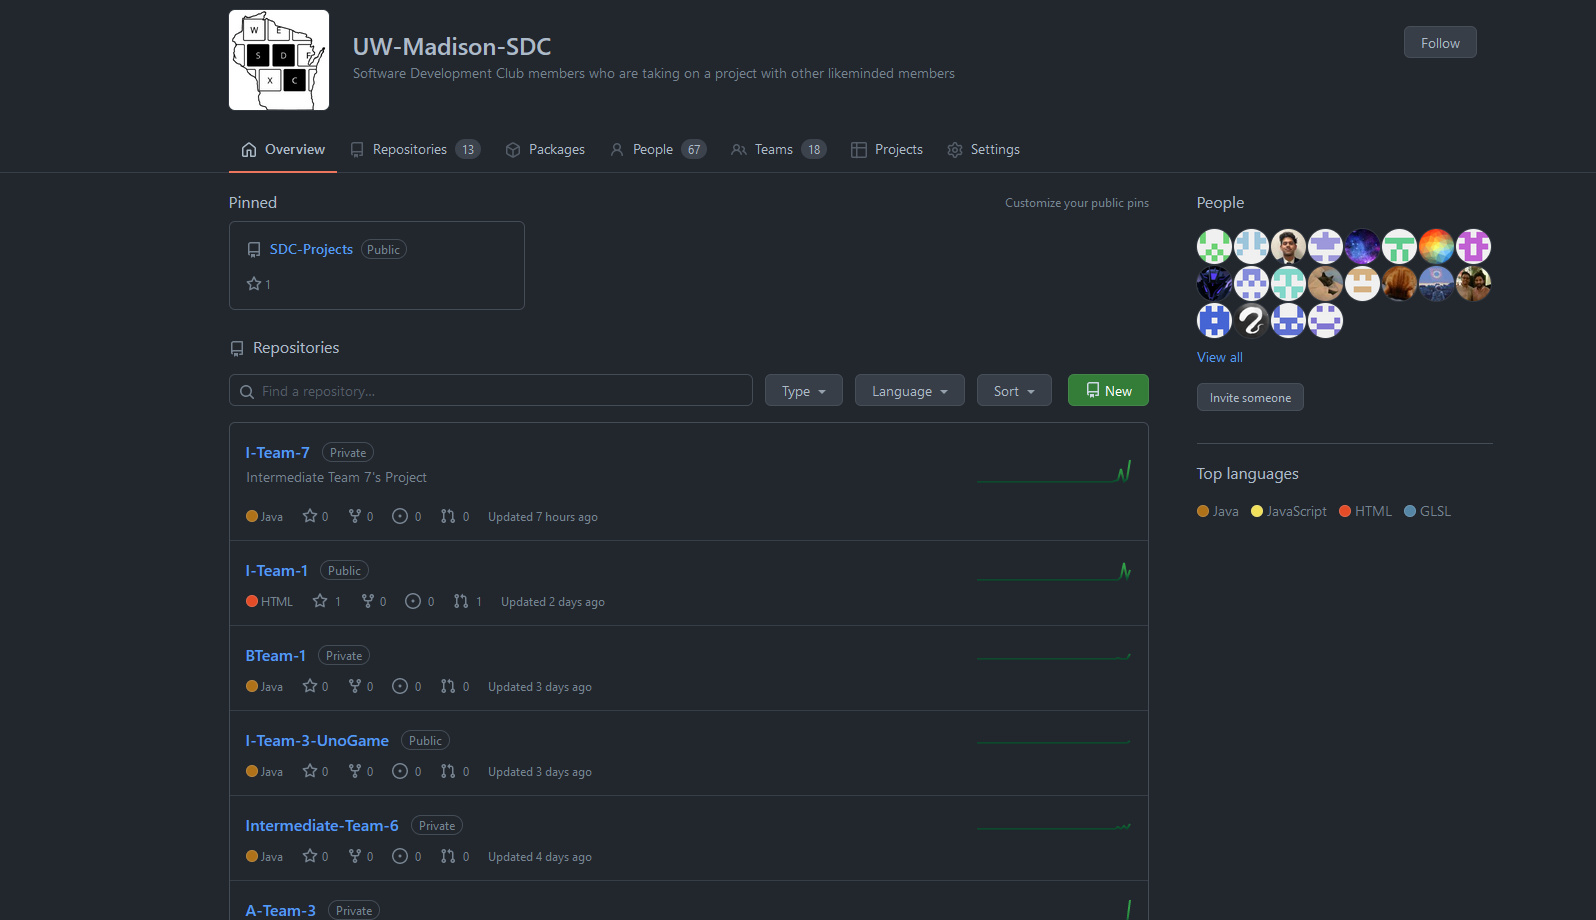 W E
S D F
X C
UW-Madison-SDC
Software Development Club members who are taking on a project with other likeminded members
Follow
Overview Repositories 13 Packages People 67 Teams 18 Projects Settings
Pinned
Customize your public pins
SDC-Projects Public
1
Repositories
Find a repository...
Type Language Sort New
I-Team-7 Private
Intermediate Team 7's Project
Java 0 0 0 0 Updated 7 hours ago
I-Team-1 Public
HTML 1 0 0 1 Updated 2 days ago
BTeam-1 Private
Java 0 0 0 0 Updated 3 days ago
I-Team-3-UnoGame Public
Java 0 0 0 0 Updated 3 days ago
Intermediate-Team-6 Private
Java 0 0 0 0 Updated 4 days ago
A-Team-3 Private
People
View all
Invite someone
Top languages
Java JavaScript HTML GLSL